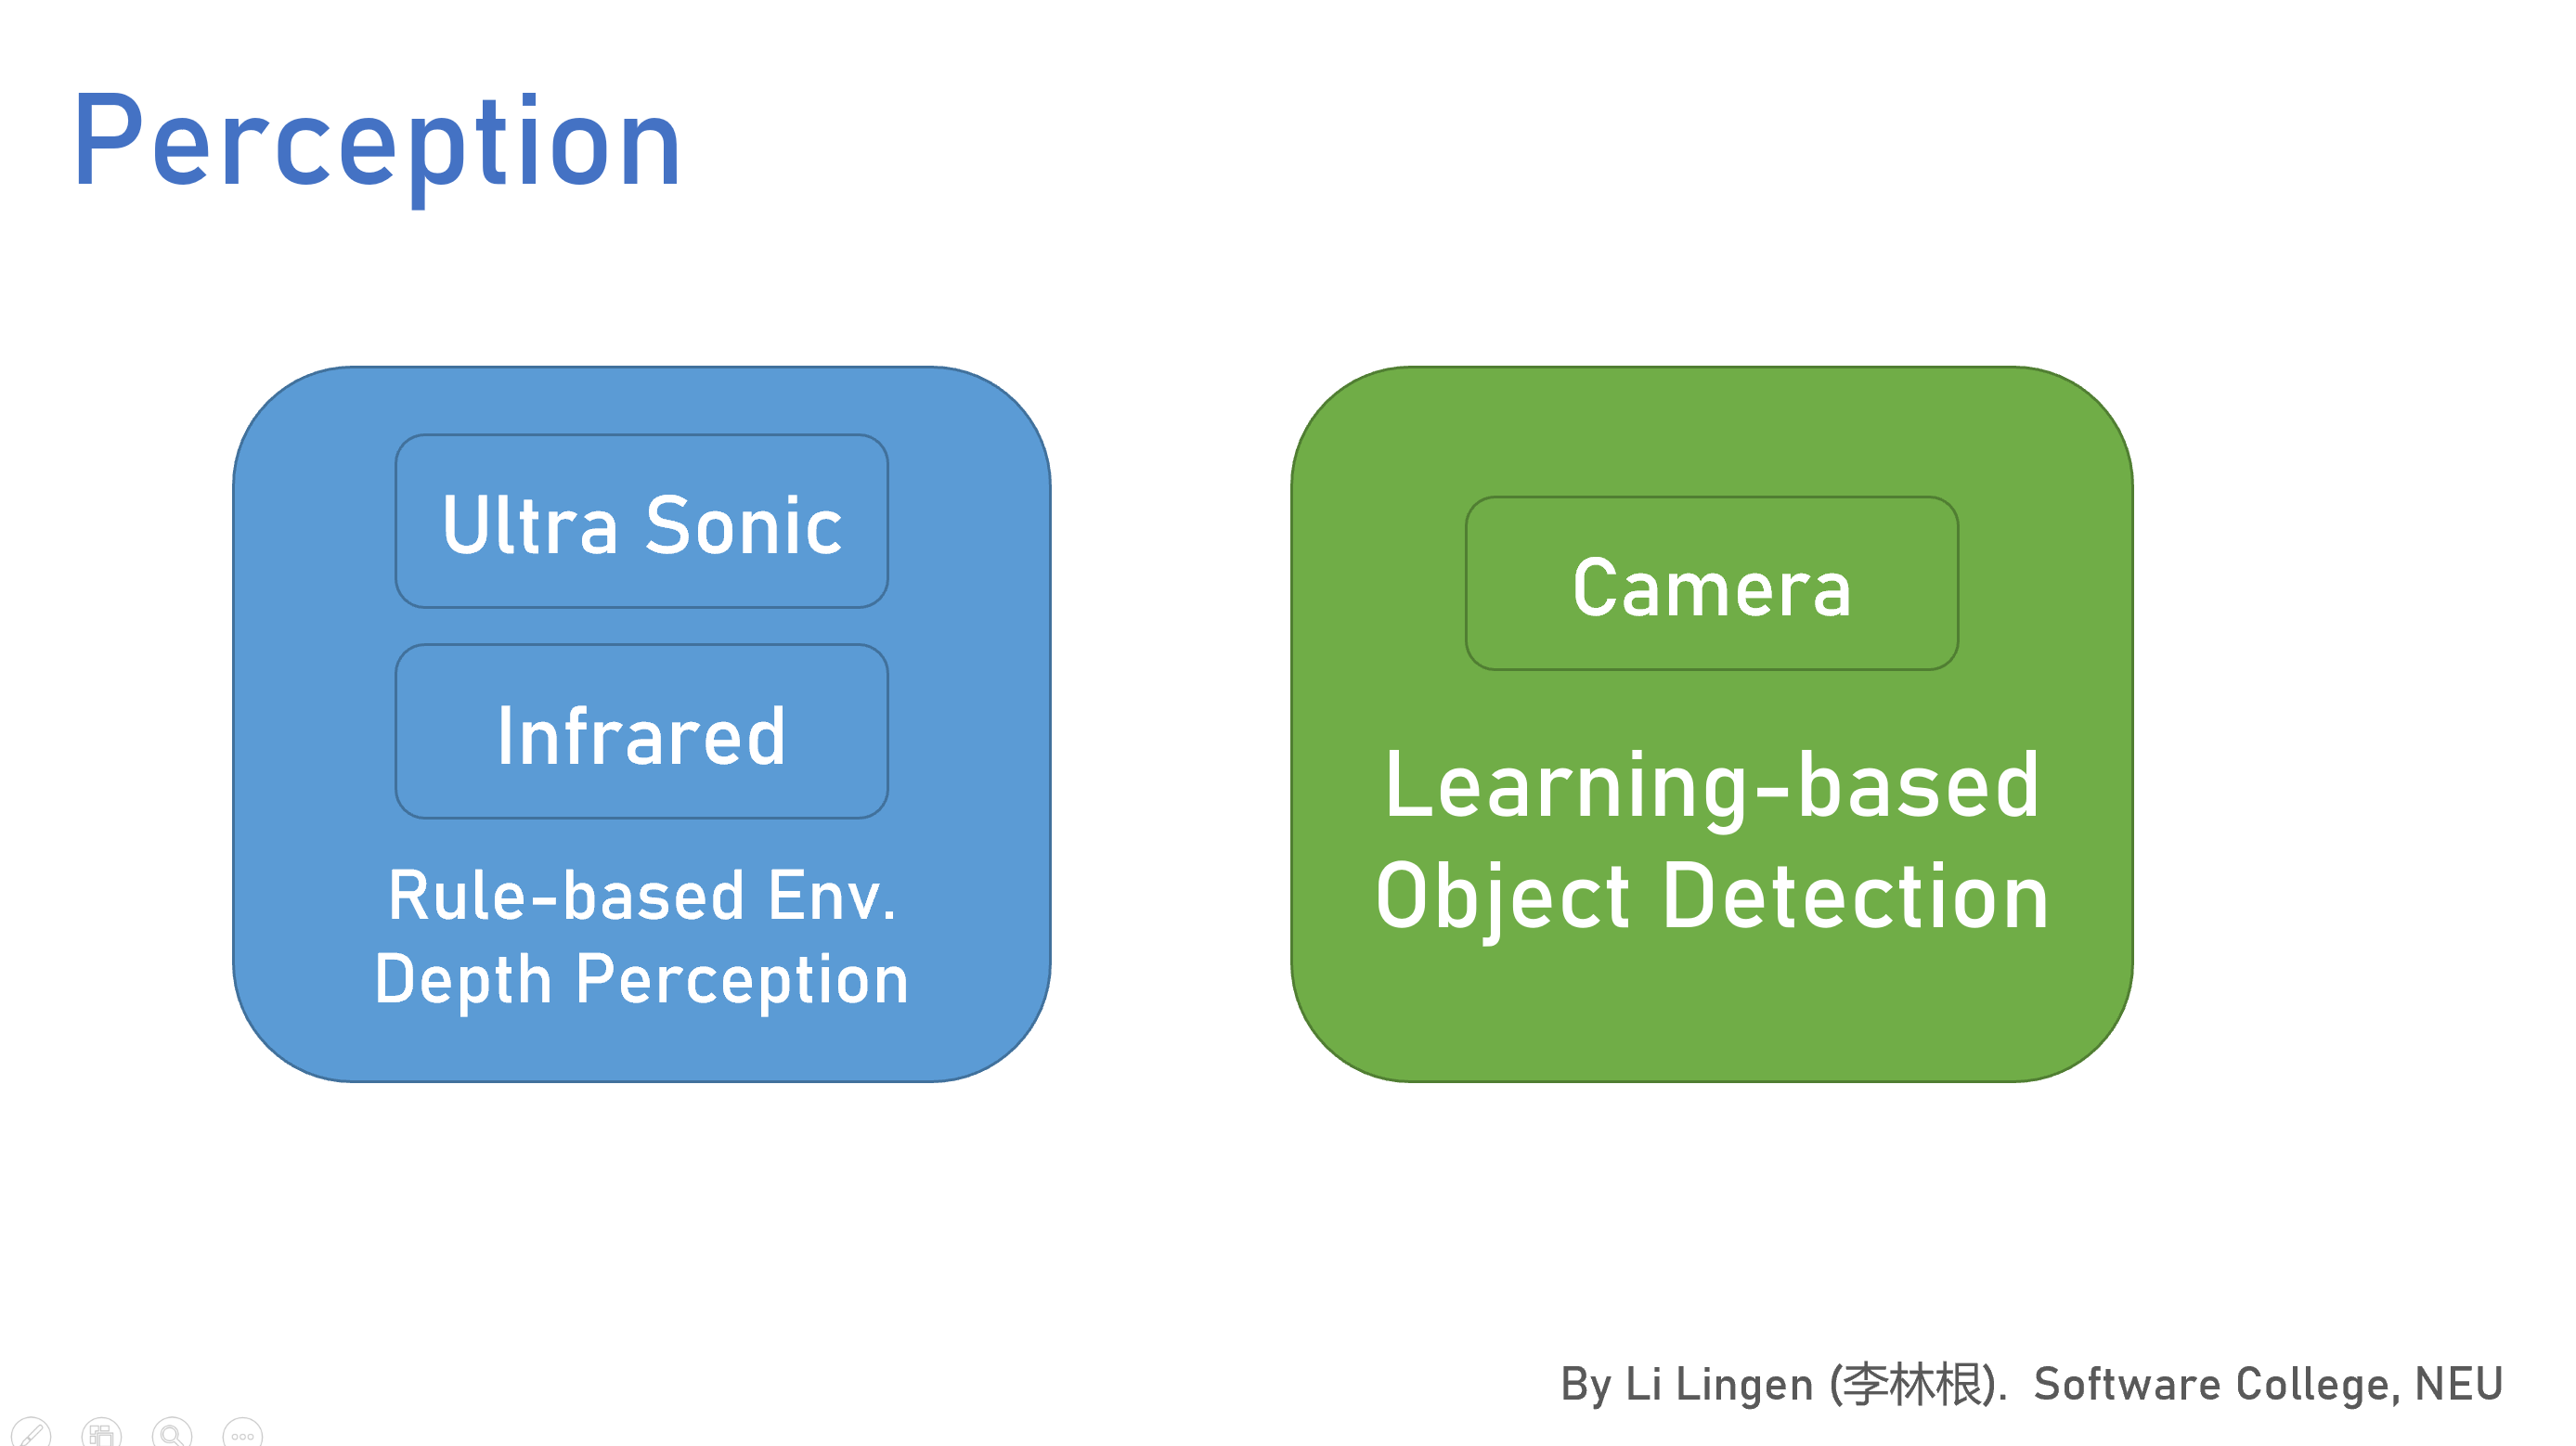 Perception
Ultra Sonic
Infrared
Rule-based Env.
Depth Perception
Camera
Learning-based
Object Detection
By Li Lingen (李林根).  Software College, NEU